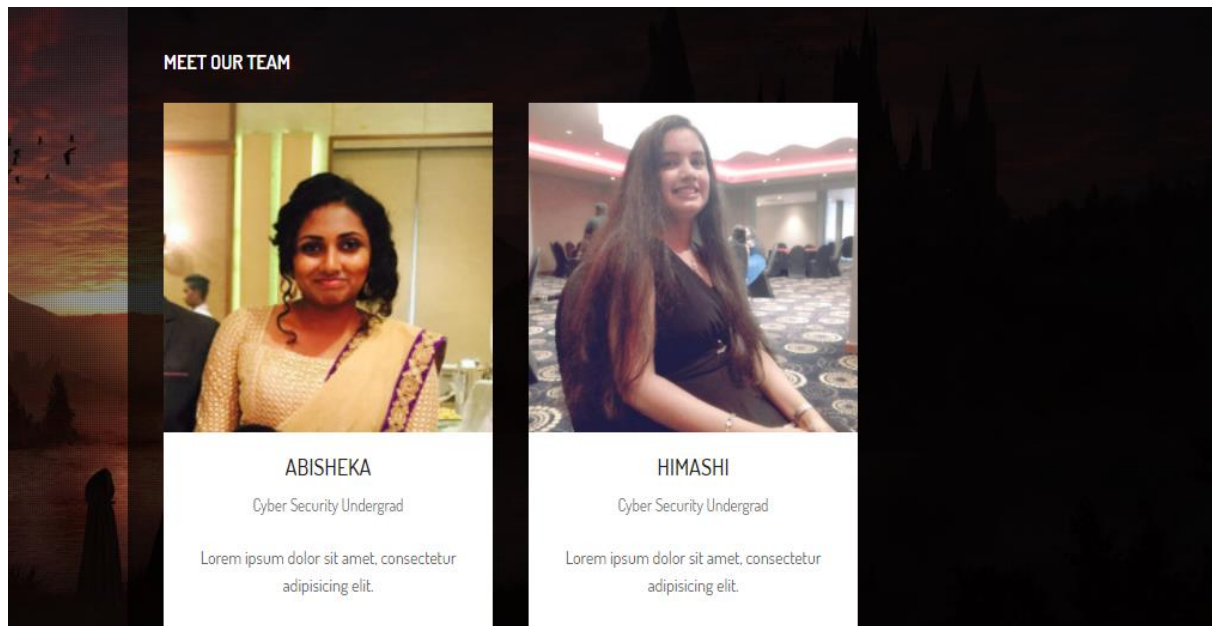 MEET OUR TEAM
ABISHEKA
Cyber Security Undergrad
Lorem ipsum dolor sit amet, consectetur
adipisicing elit.
HIMASHI
Cyber Security Undergrad
Lorem ipsum dolor sit amet, consectetur
adipisicing elit.